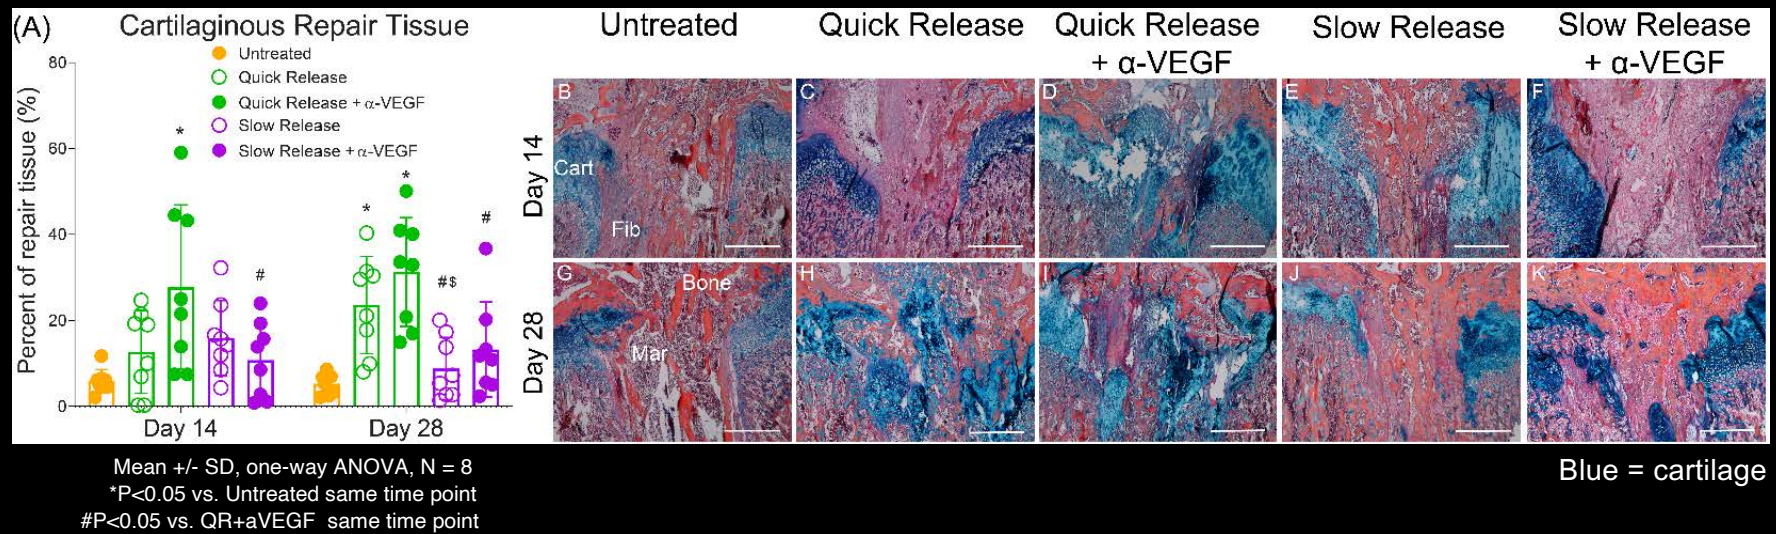 (A)
Cartilaginous Repair Tissue
Untreated
Quick Release
Quick Release + α-VEGF
Slow Release
Slow Release + α-VEGF
Percent of repair tissue (%)
80
60
40
20
0
*
#
*
*
#$
#
Day 14
Day 28
Mean +/- SD, one-way ANOVA, N = 8
*P<0.05 vs. Untreated same time point
#P<0.05 vs. QR+aVEGF same time point
Untreated
Quick Release
Quick Release
+ α-VEGF
Slow Release
Slow Release
+ α-VEGF
Day 14
B
Cart
Fib
C
D
E
F
Day 28
G
Bone
Mar
H
I
J
K
Blue = cartilage